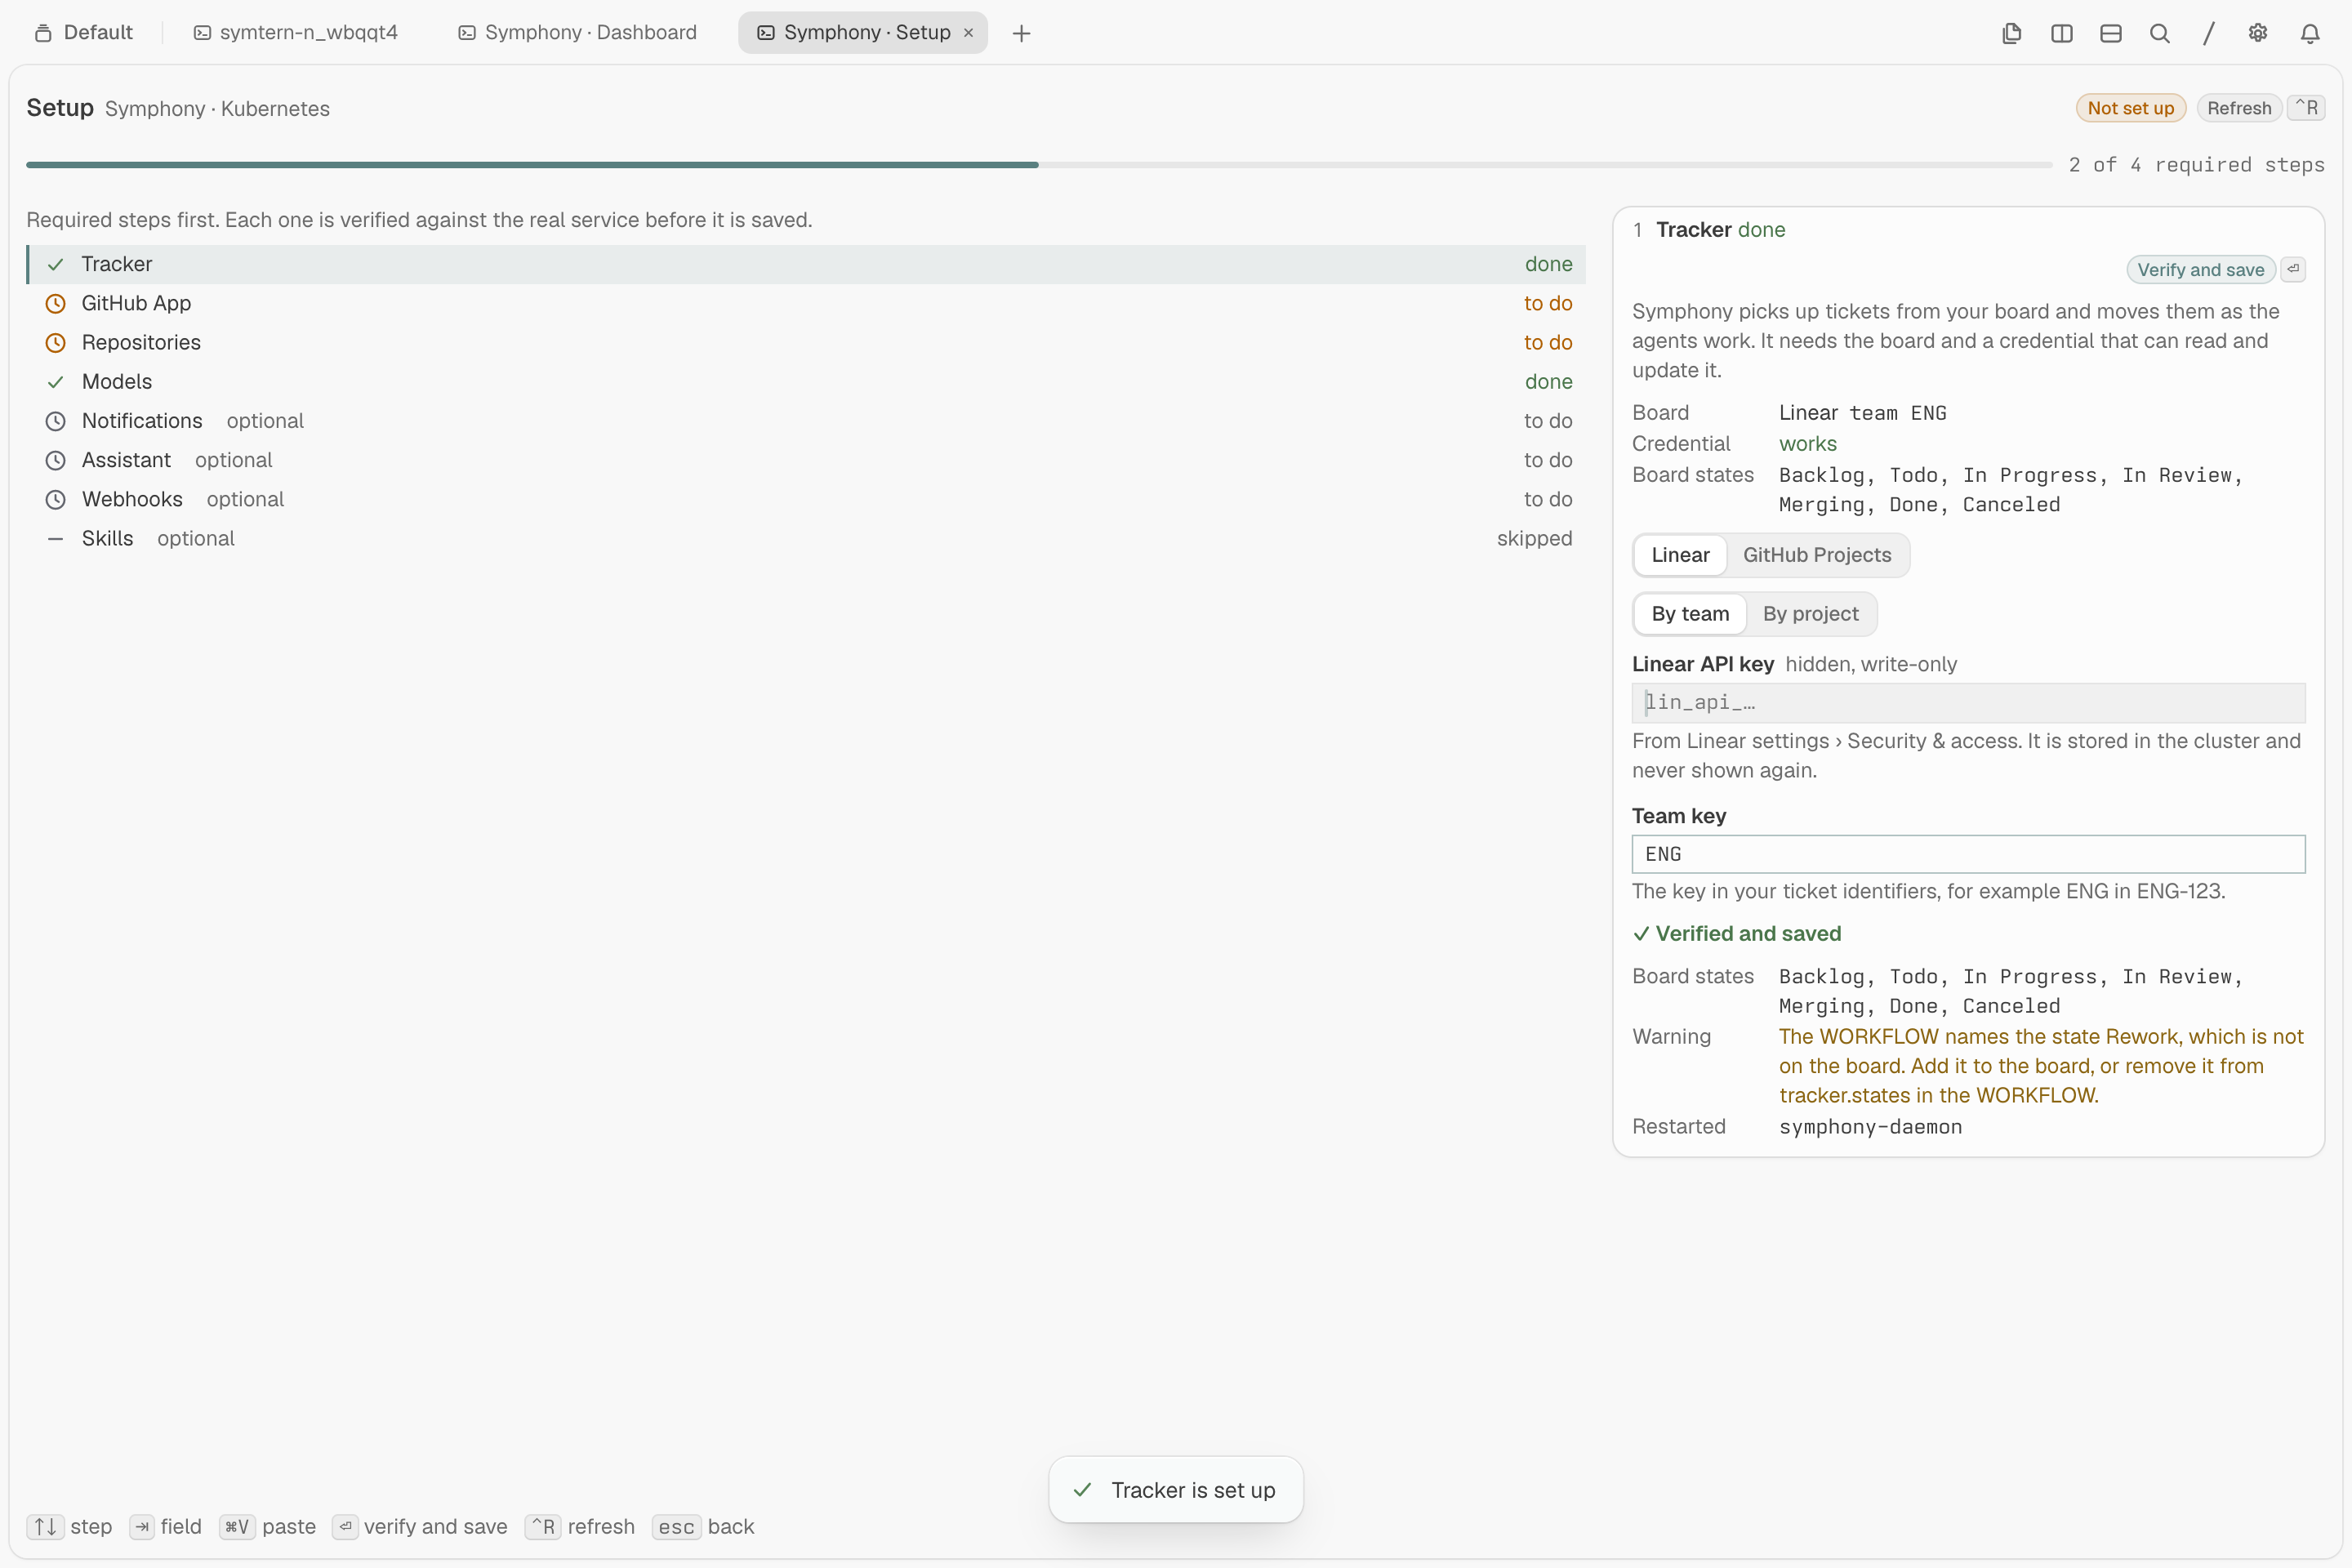 Default
symtern-n_wbqqt4
Symphony · Dashboard
Symphony · Setup ×
Setup Symphony · Kubernetes
Not set up Refresh ^R
2 of 4 required steps
Required steps first. Each one is verified against the real service before it is saved.
Tracker done
GitHub App to do
Repositories to do
Models done
Notifications optional to do
Assistant optional to do
Webhooks optional to do
Skills optional skipped
1 Tracker done
Verify and save ⏎
Symphony picks up tickets from your board and moves them as the
agents work. It needs the board and a credential that can read and
update it.
Board Linear team ENG
Credential works
Board states Backlog, Todo, In Progress, In Review,
Merging, Done, Canceled
Linear GitHub Projects
By team By project
Linear API key hidden, write-only
lin_api_…
From Linear settings › Security & access. It is stored in the cluster and
never shown again.
Team key
ENG
The key in your ticket identifiers, for example ENG in ENG-123.
✓ Verified and saved
Board states Backlog, Todo, In Progress, In Review,
Merging, Done, Canceled
Warning The WORKFLOW names the state Rework, which is not
on the board. Add it to the board, or remove it from
tracker.states in the WORKFLOW.
Restarted symphony-daemon
Tracker is set up
↑↓ step ⇥ field ⌘V paste ⏎ verify and save ^R refresh esc back